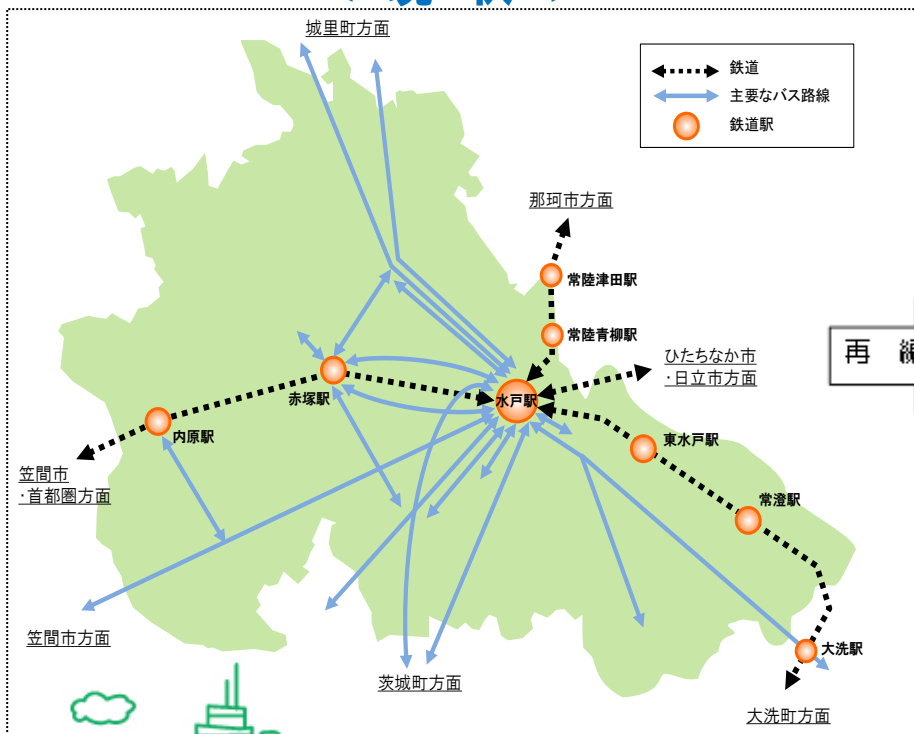 城里町方面
鉄道
主要なバス路線
鉄道駅
那珂市方面
常陸津田駅
常陸青柳駅
ひたちなか市
・日立市方面
再 編
赤塚駅
水戸駅
内原駅
東水戸駅
笠間市
・首都圏方面
常澄駅
笠間市方面
茨城町方面
大洗駅
大洗町方面